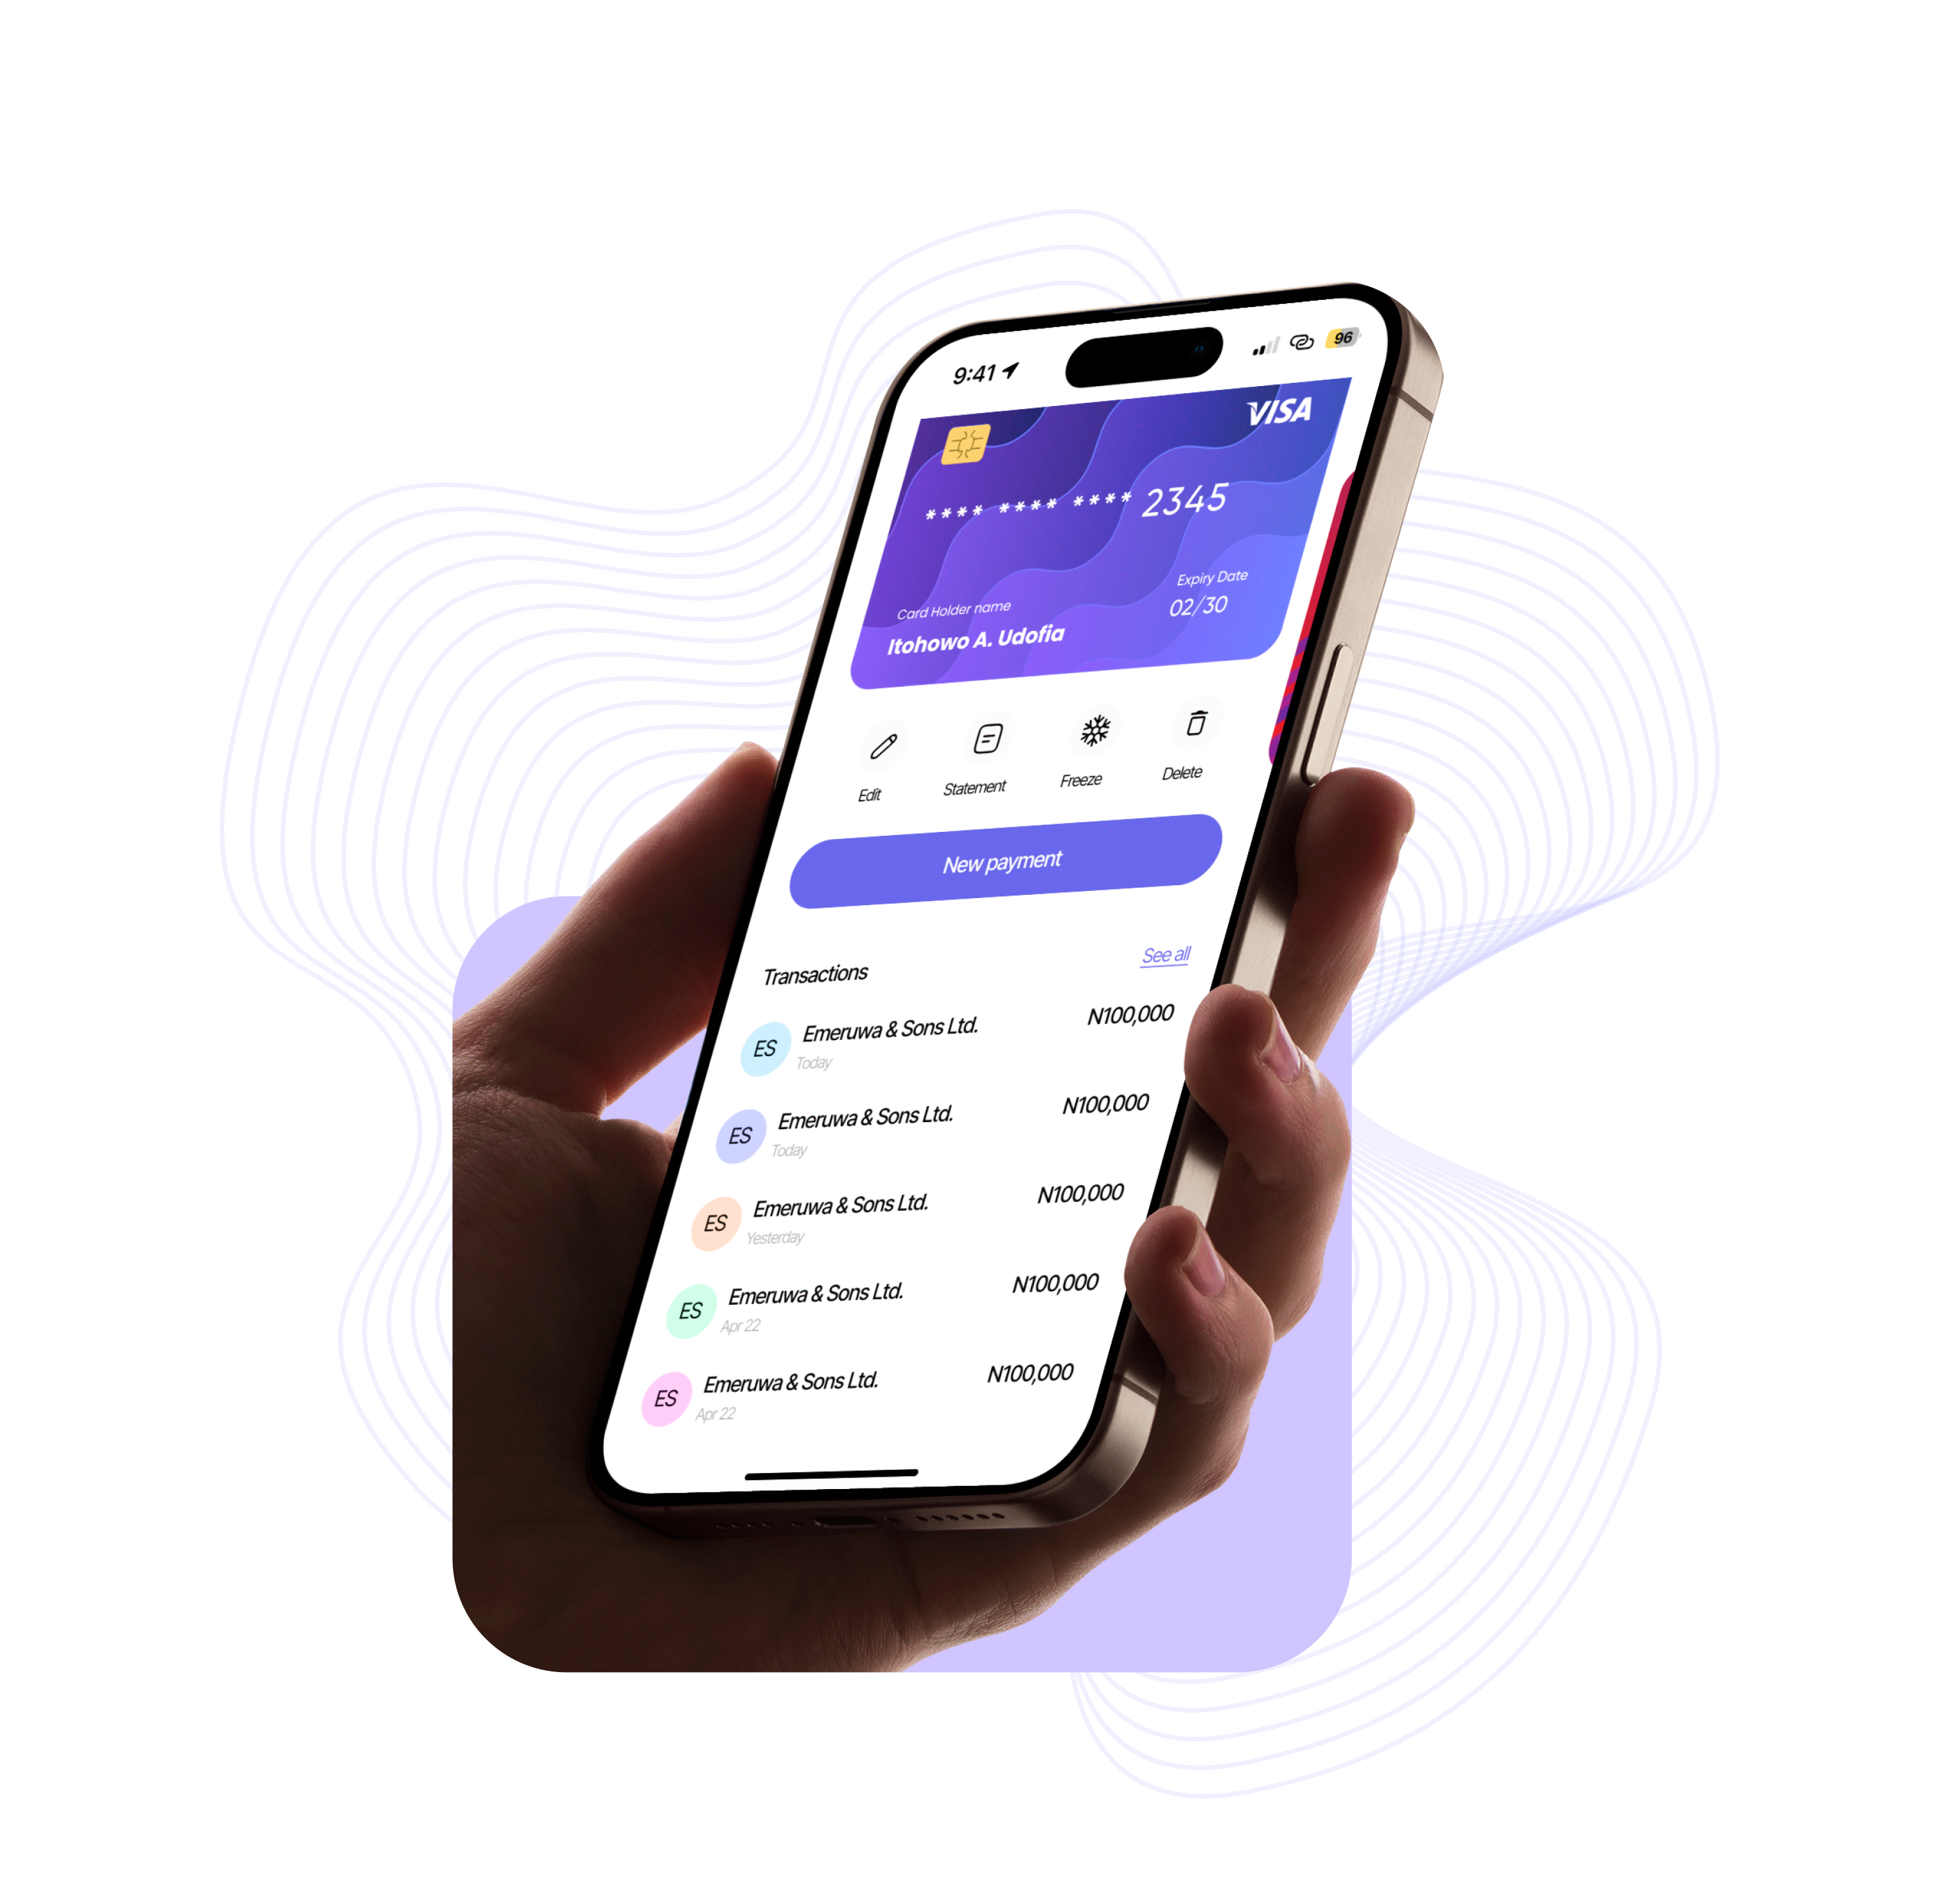 9:41
96
VISA
**** **** **** 2345
Expiry Date
02/30
Card Holder name
Itohowo A. Udofia
Edit
Statement
Freeze
Delete
New payment
Transactions
See all
ES
Emeruwa & Sons Ltd.
N100,000
Today
ES
Emeruwa & Sons Ltd.
N100,000
Today
ES
Emeruwa & Sons Ltd.
N100,000
Yesterday
ES
Emeruwa & Sons Ltd.
N100,000
Apr 22
ES
Emeruwa & Sons Ltd.
N100,000
Apr 22